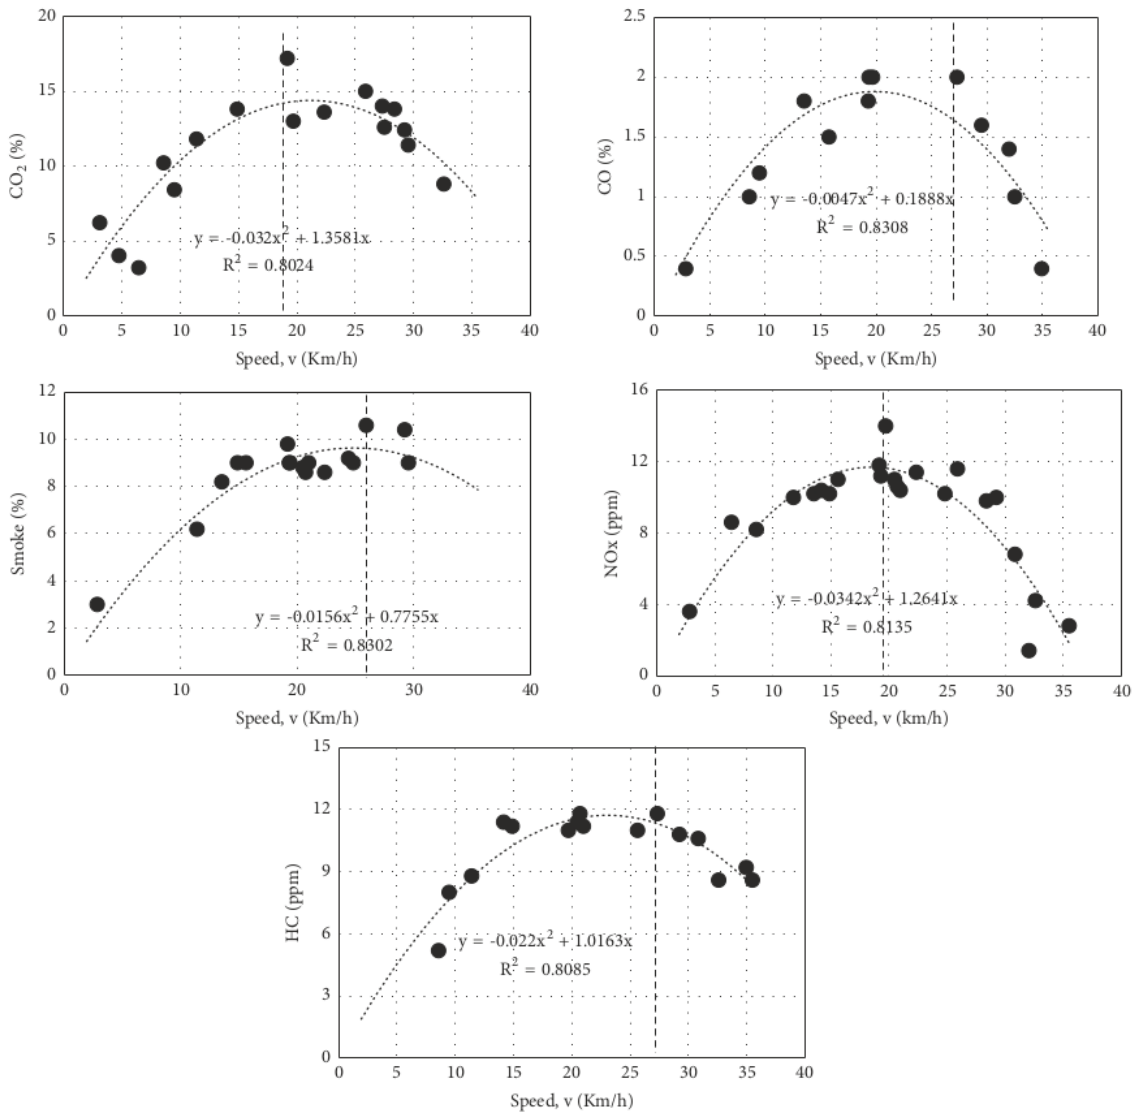 20
15
10
5
0
CO₂ (%)
0 5 10 15 20 25 30 35 40
Speed, v (Km/h)
y = -0.032x² + 1.3581x
R² = 0.8024
2.5
2
1.5
1
0.5
0
CO (%)
0 5 10 15 20 25 30 35 40
Speed, v (Km/h)
y = -0.0047x² + 0.1888x
R² = 0.8308
12
10
8
6
4
2
0
Smoke (%)
0 10 20 30 40
Speed, v (Km/h)
y = -0.0156x² + 0.7755x
R² = 0.8302
16
12
8
4
0
NOx (ppm)
0 5 10 15 20 25 30 35 40
Speed, v (km/h)
y = -0.0342x² + 1.2641x
R² = 0.8135
15
12
9
6
3
0
HC (ppm)
0 5 10 15 20 25 30 35 40
Speed, v (Km/h)
y = -0.022x² + 1.0163x
R² = 0.8085